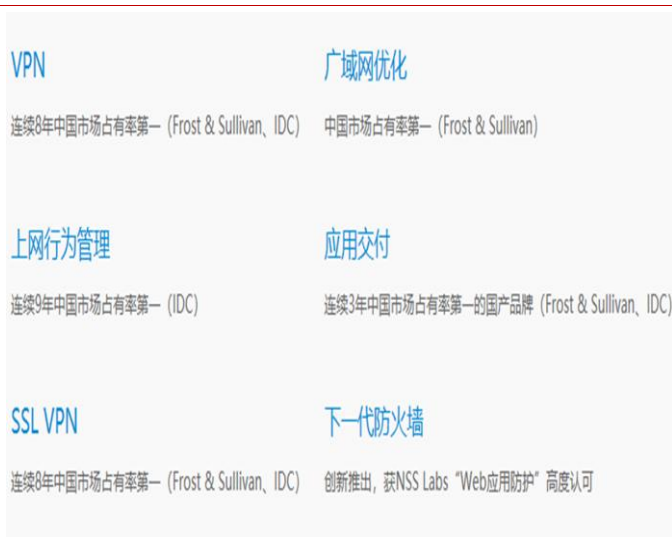 VPN
连续8年中国市场占有率第一（Frost & Sullivan、IDC）
广域网优化
中国市场占有率第一（Frost & Sullivan）
上网行为管理
连续9年中国市场占有率第一（IDC）
应用交付
连续3年中国市场占有率第一的国产品牌（Frost & Sullivan、IDC）
SSL VPN
连续8年中国市场占有率第一（Frost & Sullivan、IDC）
下一代防火墙
创新推出，获NSS Labs“Web应用防护”高度认可